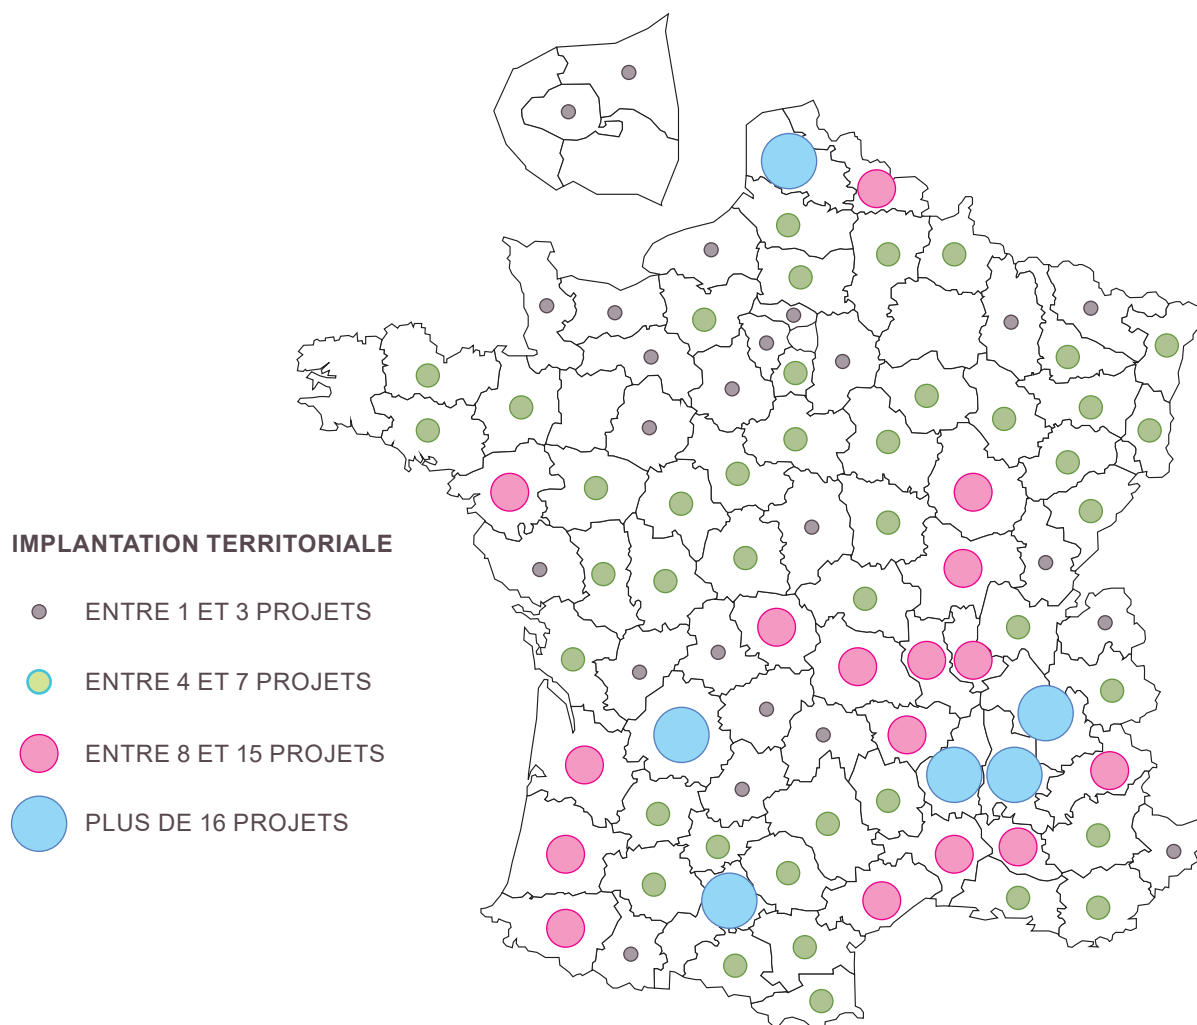 IMPLANTATION TERRITORIALE
ENTRE 1 ET 3 PROJETS
ENTRE 4 ET 7 PROJETS
ENTRE 8 ET 15 PROJETS
PLUS DE 16 PROJETS